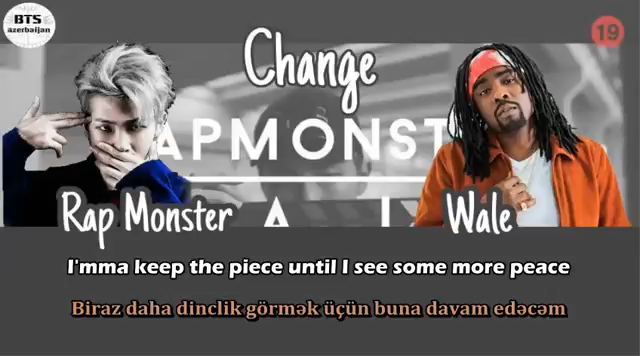 BTS
azerbaijan
19
Change
APMONST
Rap Monster
Wale
I'mma keep the piece until I see some more peace
Biraz daha dinclik görmək üçün buna davam edəcəm